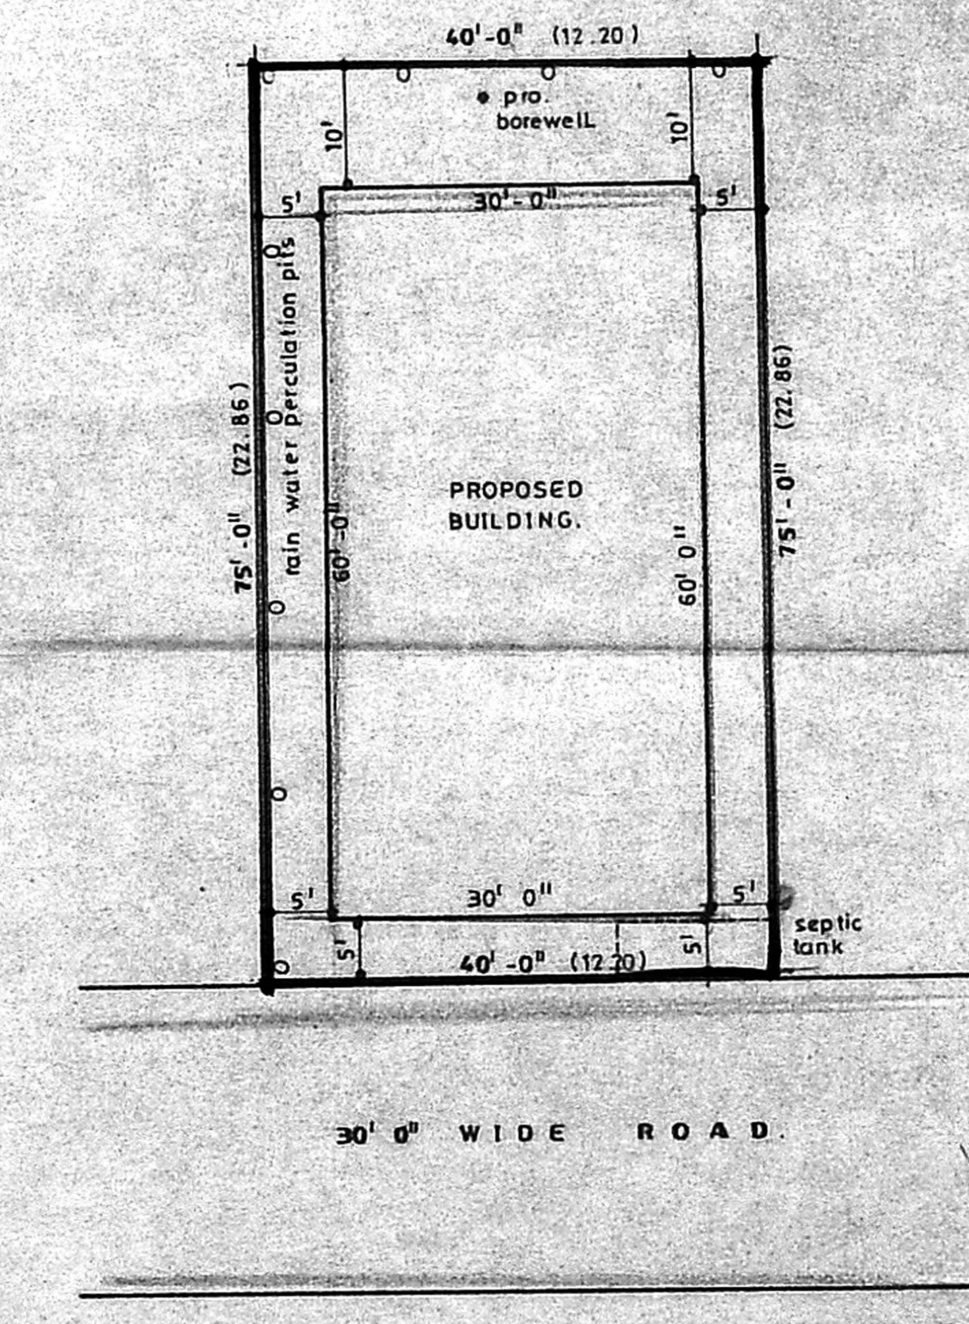 40'-0" (12.20)
pro.
borewell
10'
10'
30'-0"
5'
5'
rain water perculation pits
75'-0" (22.86)
75'-0" (22.86)
PROPOSED
BUILDING.
60'-0"
60' 0"
30' 0"
5'
5'
septic
tank
5'
5'
40'-0" (12.20)
30' 0" WIDE ROAD.